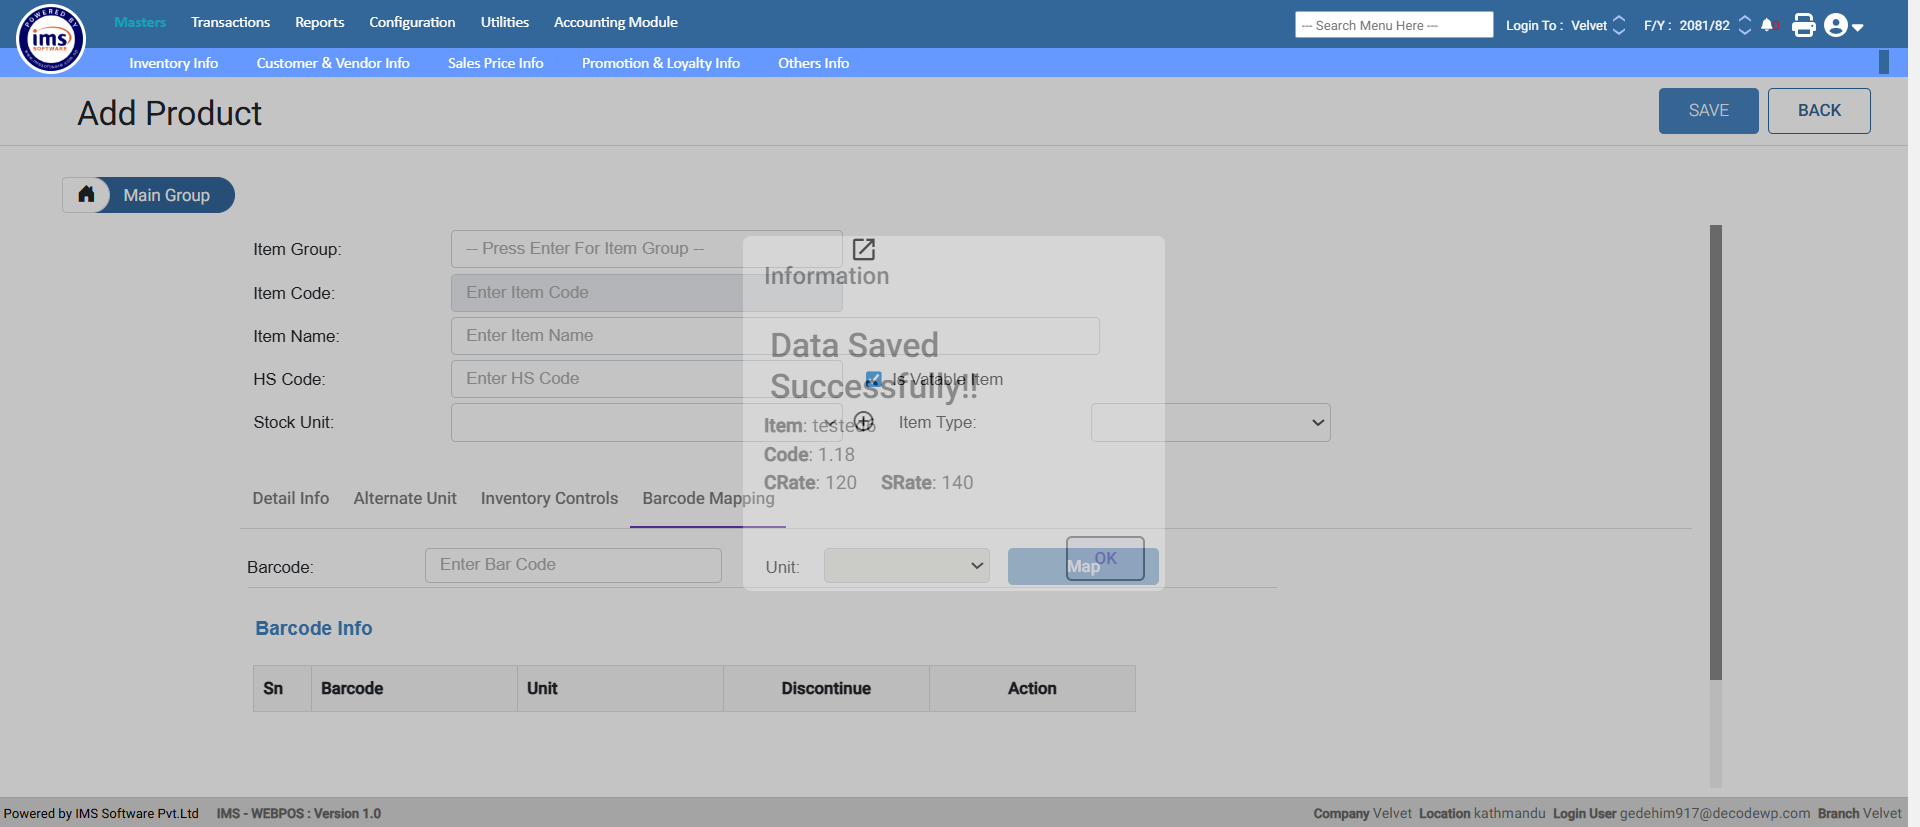 POWERED BY
ims
SOFTWARE
Masters Transactions Reports Configuration Utilities Accounting Module
--- Search Menu Here --- Login To : Velvet F/Y : 2081/82
Inventory Info Customer & Vendor Info Sales Price Info Promotion & Loyalty Info Others Info
Add Product SAVE BACK
Main Group
Item Group: -- Press Enter For Item Group --
Information
Item Code: Enter Item Code
Item Name: Enter Item Name
Data Saved
HS Code: Enter HS Code Is Vatable Item
Successfully!!
Stock Unit: Item Type:
Item:
Code: 1.18
CRate: 120 SRate: 140
Detail Info Alternate Unit Inventory Controls Barcode Mapping
Barcode: Enter Bar Code Unit: Map
OK
Barcode Info
Sn Barcode Unit Discontinue Action
Powered by IMS Software Pvt.Ltd IMS - WEBPOS : Version 1.0 Company Velvet Location kathmandu Login User gedehim917@decodewp.com Branch Velvet